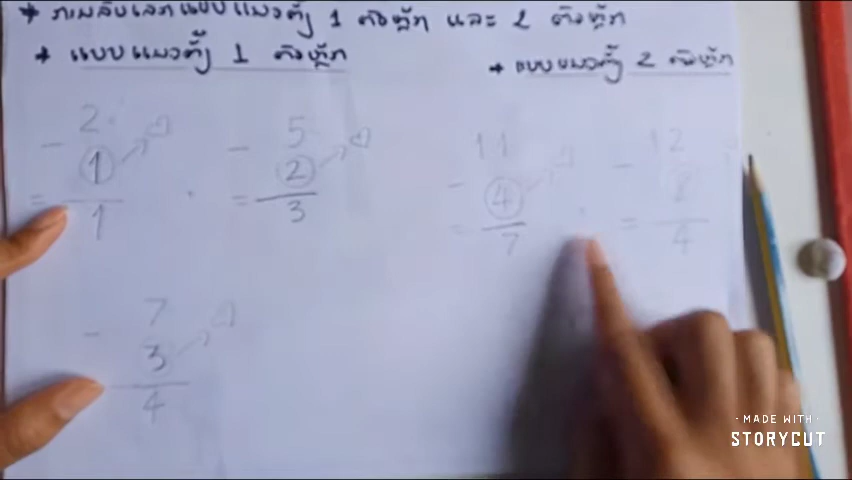 * ການລົບເລກແບບແນວຕັ້ງ 1 ຕົວຫຼັກ ແລະ 2 ຕົວຫຼັກ
* ແບບແນວຕັ້ງ 1 ຕົວຫຼັກ
- 2
1
= 1
- 5
2
= 3
- 7
3
4
* ແບບແນວຕັ້ງ 2 ຕົວຫຼັກ
11
- 4
= 7
- 12
= 4
MADE WITH
STORYCUT